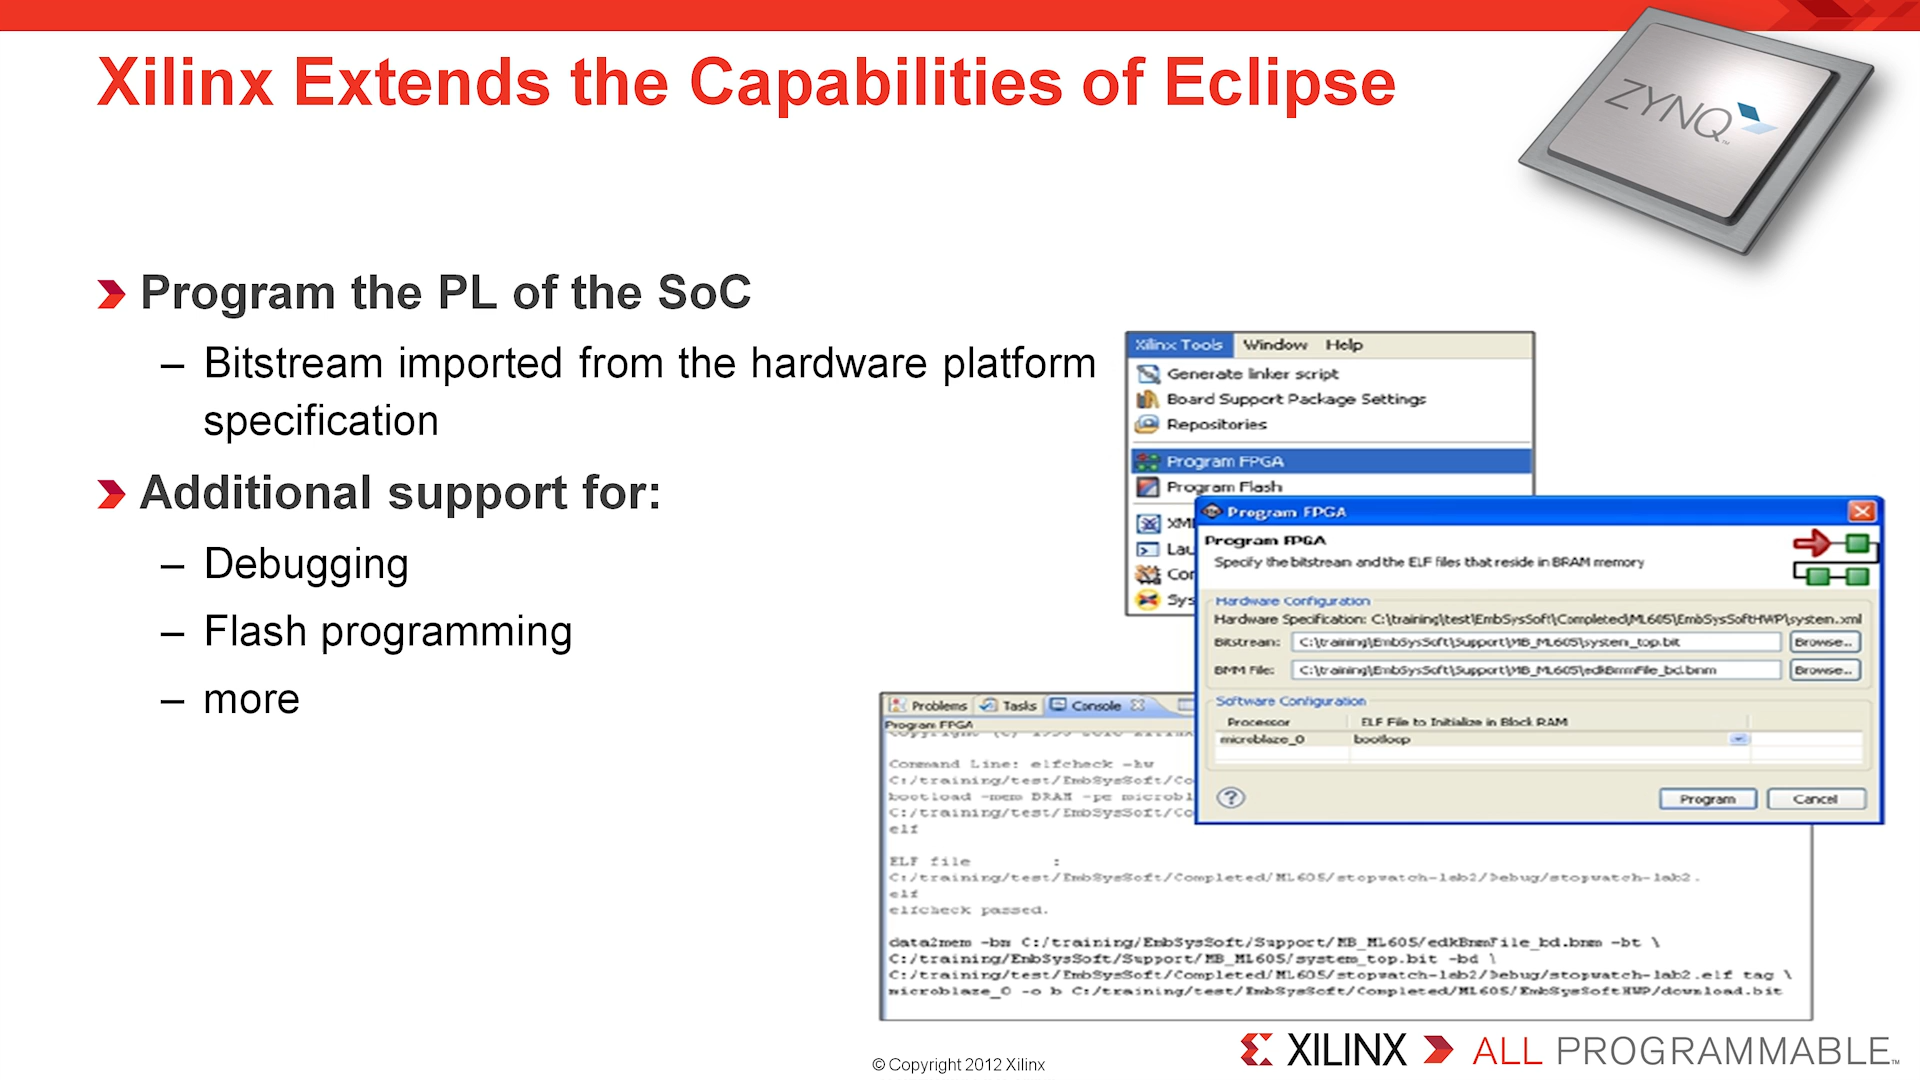 Xilinx Extends the Capabilities of Eclipse
ZYNQ
Program the PL of the SoC
– Bitstream imported from the hardware platform
specification
Additional support for:
– Debugging
– Flash programming
– more
Xilinx Tools Window Help
Generate linker script
Board Support Package Settings
Repositories
Program FPGA
Program Flash
Program FPGA
Program FPGA
Specify the bitstream and the ELF files that reside in BRAM memory
Hardware Configuration
Hardware Specification: C:\training\test\EmbSysSoft\Completed\ML605\EmbSysSoftHWP\system.xml
Bitstream: C:\training\EmbSysSoft\Support\MB_ML605\system_top.bit Browse...
BMM File: C:\training\EmbSysSoft\Support\MB_ML605\edkBmmFile_bd.bmm Browse...
Software Configuration
Processor ELF File to Initialize in Block RAM
microblaze_0 bootloop
Program Cancel
Problems Tasks Console
Program FPGA
Command Line: elfcheck -hw
C:/training/test/EmbSysSoft/Co
bootload -mem BRAM -pe microbl
C:/training/test/EmbSysSoft/Co
elf
ELF file :
C:/training/test/EmbSysSoft/Completed/ML605/stopwatch-lab2/Debug/stopwatch-lab2.
elf
elfcheck passed.
data2mem -bm C:/training/EmbSysSoft/Support/MB_ML605/edkBmmFile_bd.bmm -bt \
C:/training/EmbSysSoft/Support/MB_ML605/system_top.bit -bd \
C:/training/test/EmbSysSoft/Completed/ML605/stopwatch-lab2/Debug/stopwatch-lab2.elf tag \
microblaze_0 -o b C:/training/test/EmbSysSoft/Completed/ML605/EmbSysSoftHWP/download.bit
© Copyright 2012 Xilinx
XILINX ALL PROGRAMMABLE™